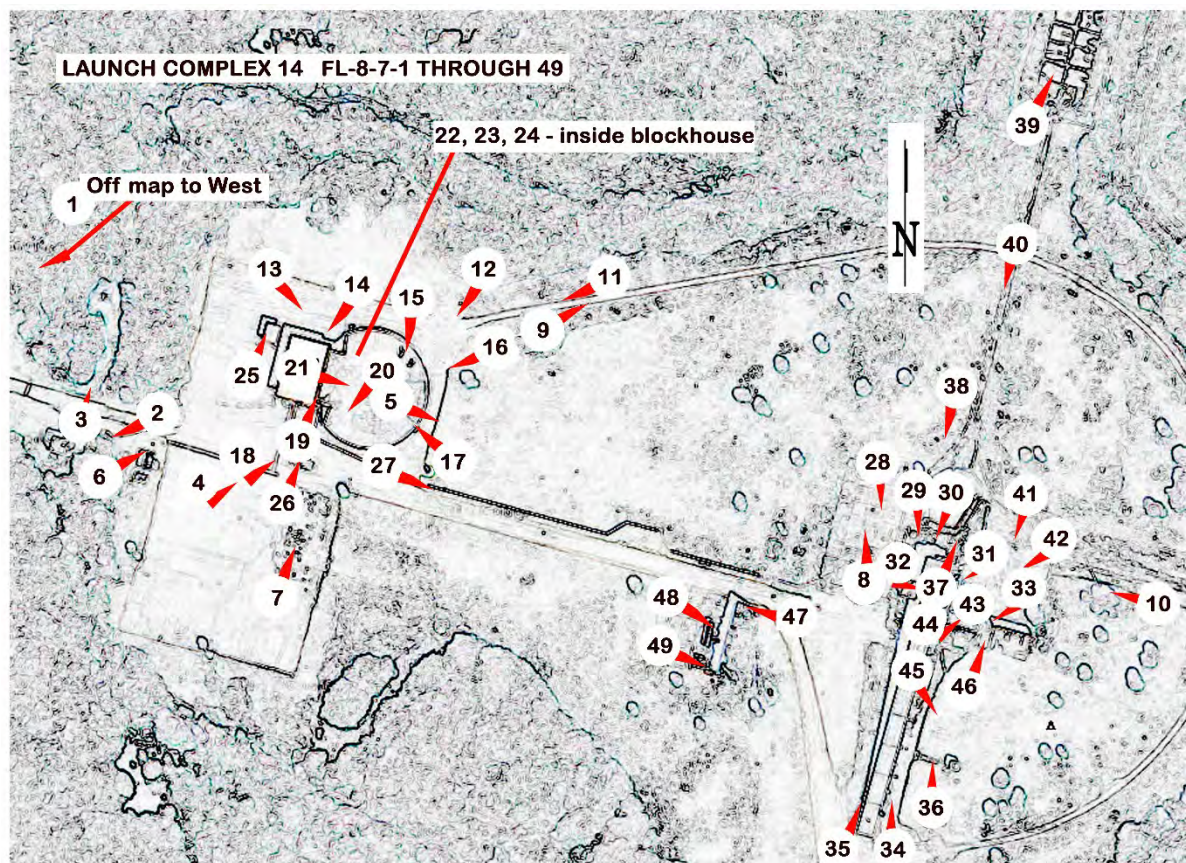 LAUNCH COMPLEX 14 FL-8-7-1 THROUGH 49
39
22, 23, 24 - inside blockhouse
1 Off map to West
N
40
13 14 15 12 11
9
16
25 21 20 5
38
3 2
19
17
6 18 27
4 26
28
29 30 41
42
32 31
7 8 37 33
10
48 47 43
44
49 45 46
36
35 34